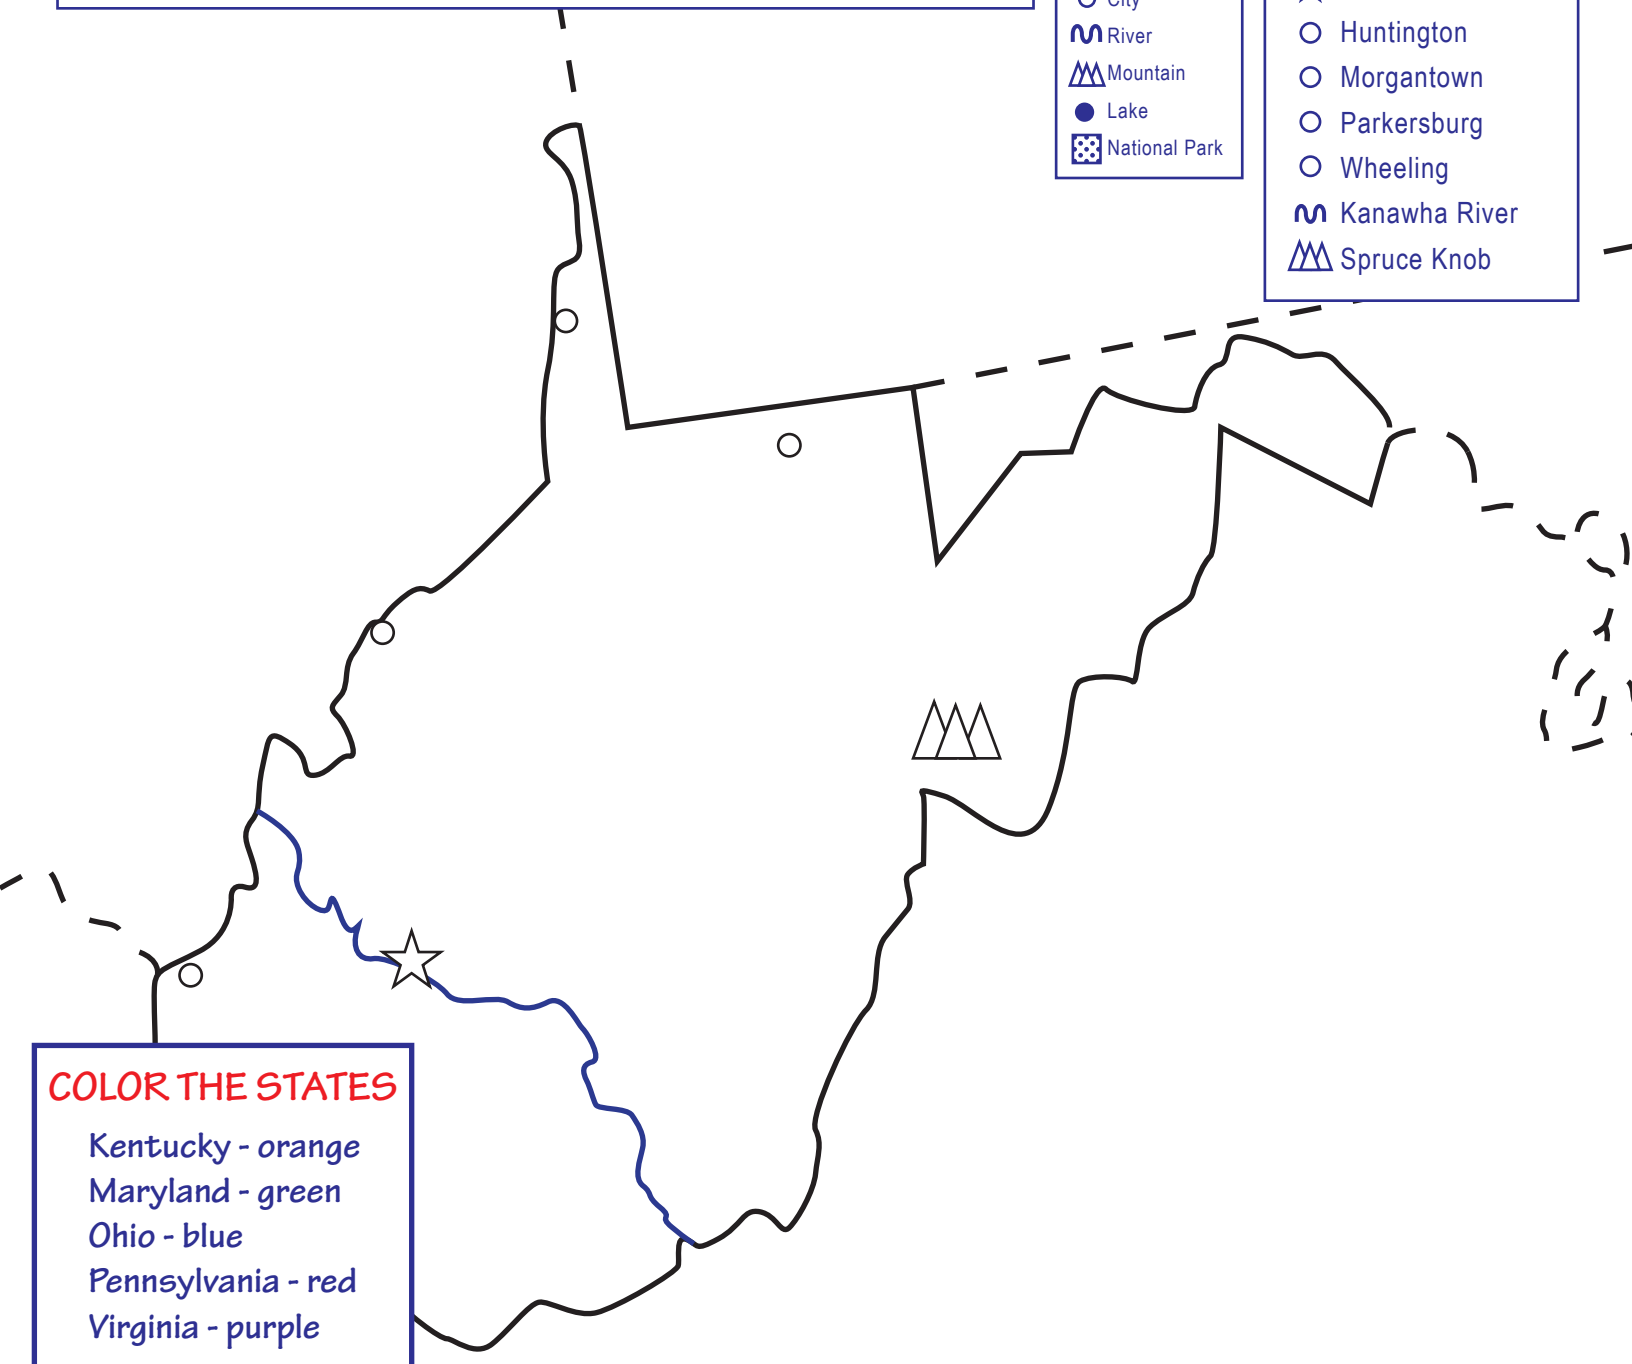 City
River
Mountain
Lake
National Park
Huntington
Morgantown
Parkersburg
Wheeling
Kanawha River
Spruce Knob
COLOR THE STATES
Kentucky - orange
Maryland - green
Ohio - blue
Pennsylvania - red
Virginia - purple